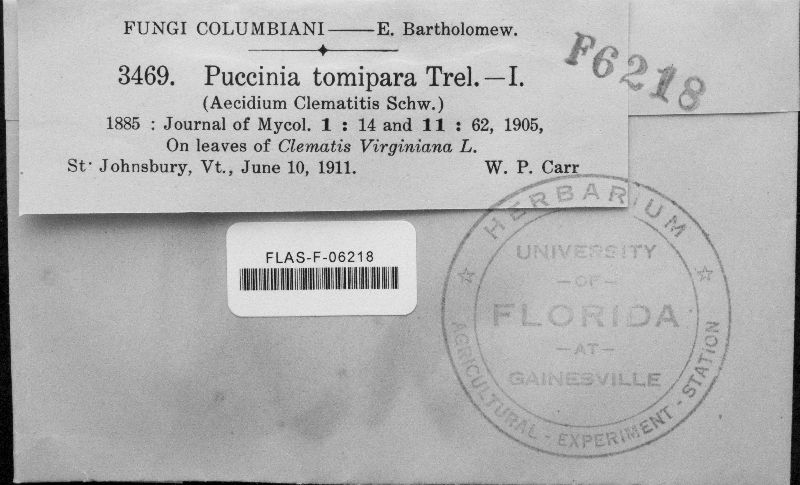 FUNGI COLUMBIANI——E. Bartholomew.
3469. Puccinia tomipara Trel.—I.
(Aecidium Clematitis Schw.)
1885 : Journal of Mycol. 1 : 14 and 11 : 62, 1905,
On leaves of Clematis Virginiana L.
St. Johnsbury, Vt., June 10, 1911. W. P. Carr
F6218
FLAS-F-06218
HERBARIUM
UNIVERSITY
—OF—
FLORIDA
—AT—
GAINESVILLE
AGRICULTURAL - EXPERIMENT - STATION